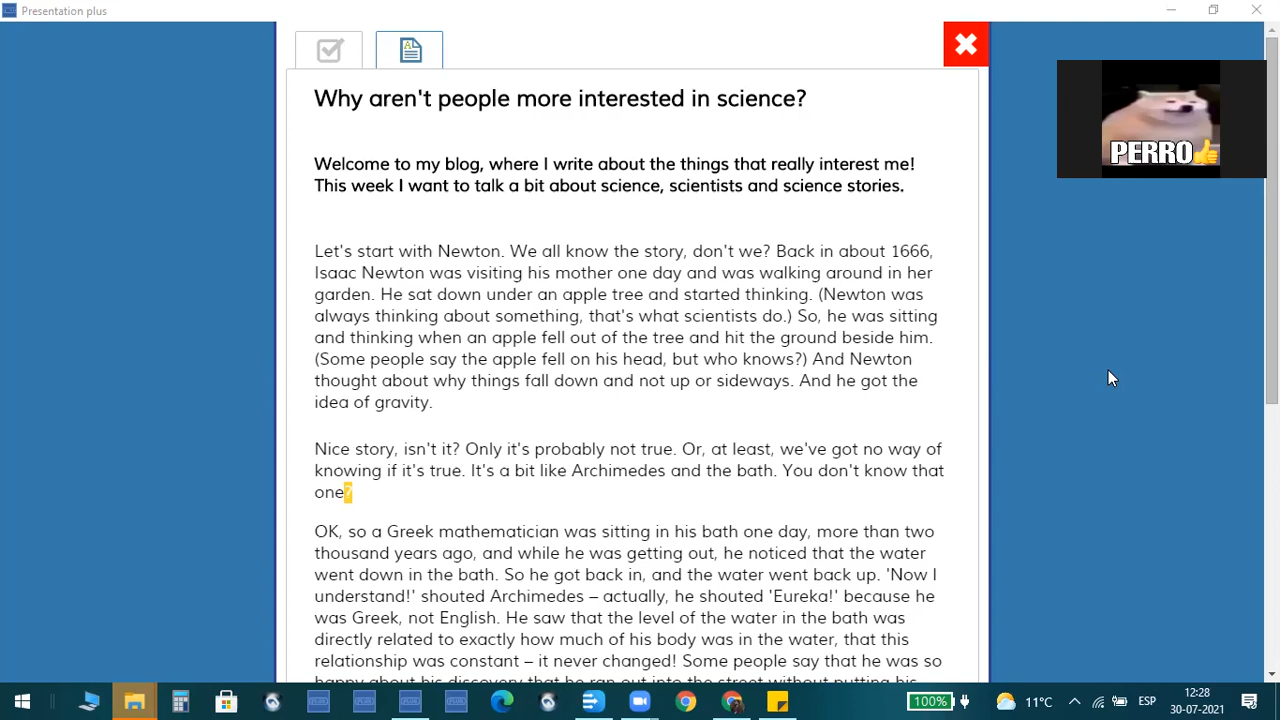 Presentation plus
Why aren't people more interested in science?
PERRO👍
Welcome to my blog, where I write about the things that really interest me!
This week I want to talk a bit about science, scientists and science stories.
Let's start with Newton. We all know the story, don't we? Back in about 1666,
Isaac Newton was visiting his mother one day and was walking around in her
garden. He sat down under an apple tree and started thinking. (Newton was
always thinking about something, that's what scientists do.) So, he was sitting
and thinking when an apple fell out of the tree and hit the ground beside him.
(Some people say the apple fell on his head, but who knows?) And Newton
thought about why things fall down and not up or sideways. And he got the
idea of gravity.
Nice story, isn't it? Only it's probably not true. Or, at least, we've got no way of
knowing if it's true. It's a bit like Archimedes and the bath. You don't know that
one?
OK, so a Greek mathematician was sitting in his bath one day, more than two
thousand years ago, and while he was getting out, he noticed that the water
went down in the bath. So he got back in, and the water went back up. 'Now I
understand!' shouted Archimedes – actually, he shouted 'Eureka!' because he
was Greek, not English. He saw that the level of the water in the bath was
directly related to exactly how much of his body was in the water, that this
relationship was constant – it never changed! Some people say that he was so
happy about his discovery that he ran out into the street without putting his
100%
11°C
ESP
12:28
30-07-2021